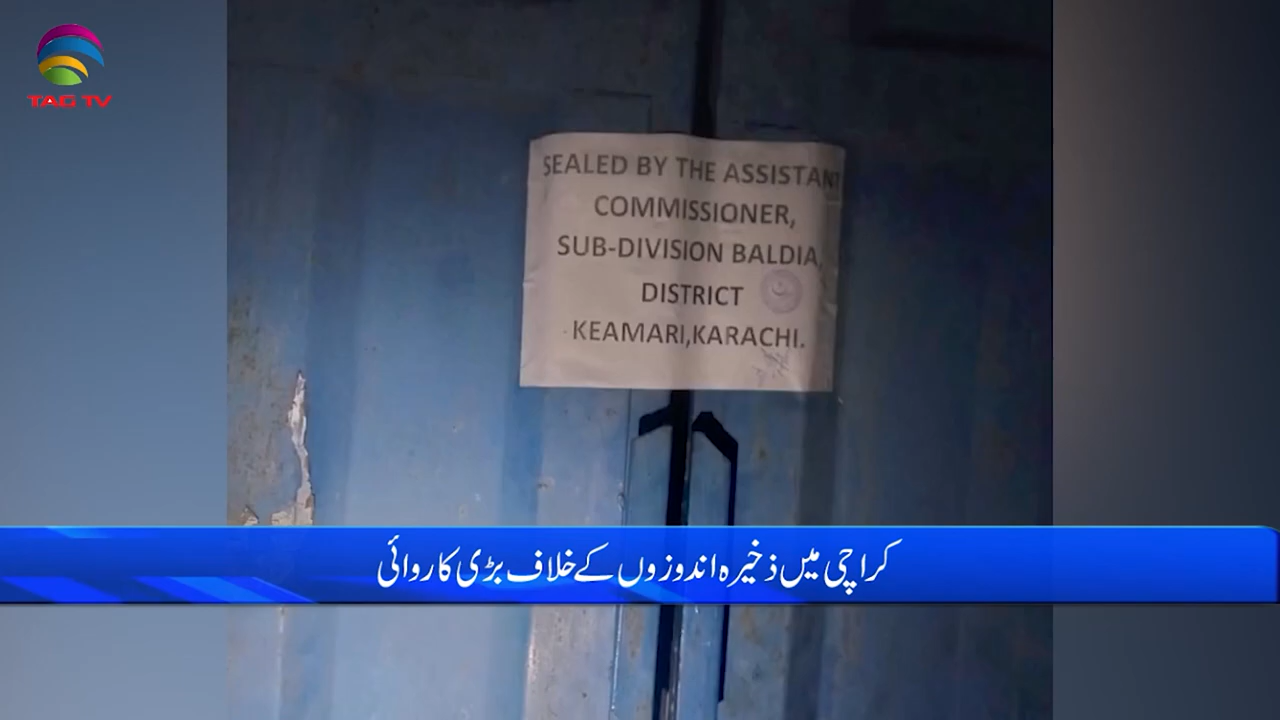 TAG TV
SEALED BY THE ASSISTANT
COMMISSIONER,
SUB-DIVISION BALDIA,
DISTRICT
KEAMARI,KARACHI.
کراچی میں ذخیرہ اندوزوں کے خلاف بڑی کاروائی